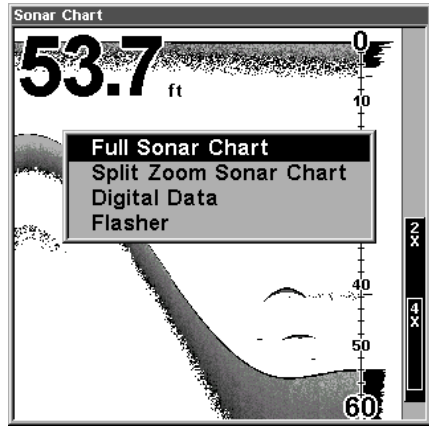 Sonar Chart
53.7 ft
0
10
Full Sonar Chart
Split Zoom Sonar Chart
Digital Data
Flasher
2X
40
4X
50
60